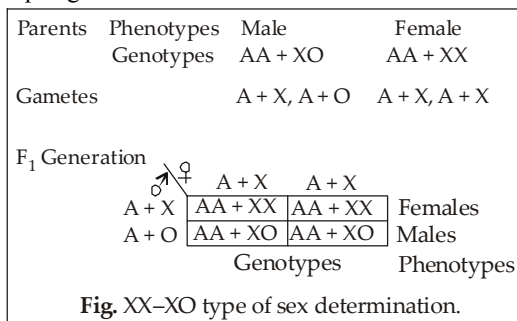 Parents Phenotypes Male Female
Genotypes AA + XO AA + XX
Gametes A + X, A + O A + X, A + X
F₁ Generation
♂ ♀ A + X A + X
A + X AA + XX AA + XX Females
A + O AA + XO AA + XO Males
Genotypes Phenotypes
Fig. XX–XO type of sex determination.